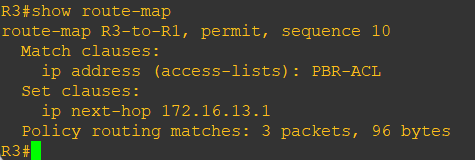 R3#show route-map
route-map R3-to-R1, permit, sequence 10
  Match clauses:
    ip address (access-lists): PBR-ACL
  Set clauses:
    ip next-hop 172.16.13.1
  Policy routing matches: 3 packets, 96 bytes
R3#